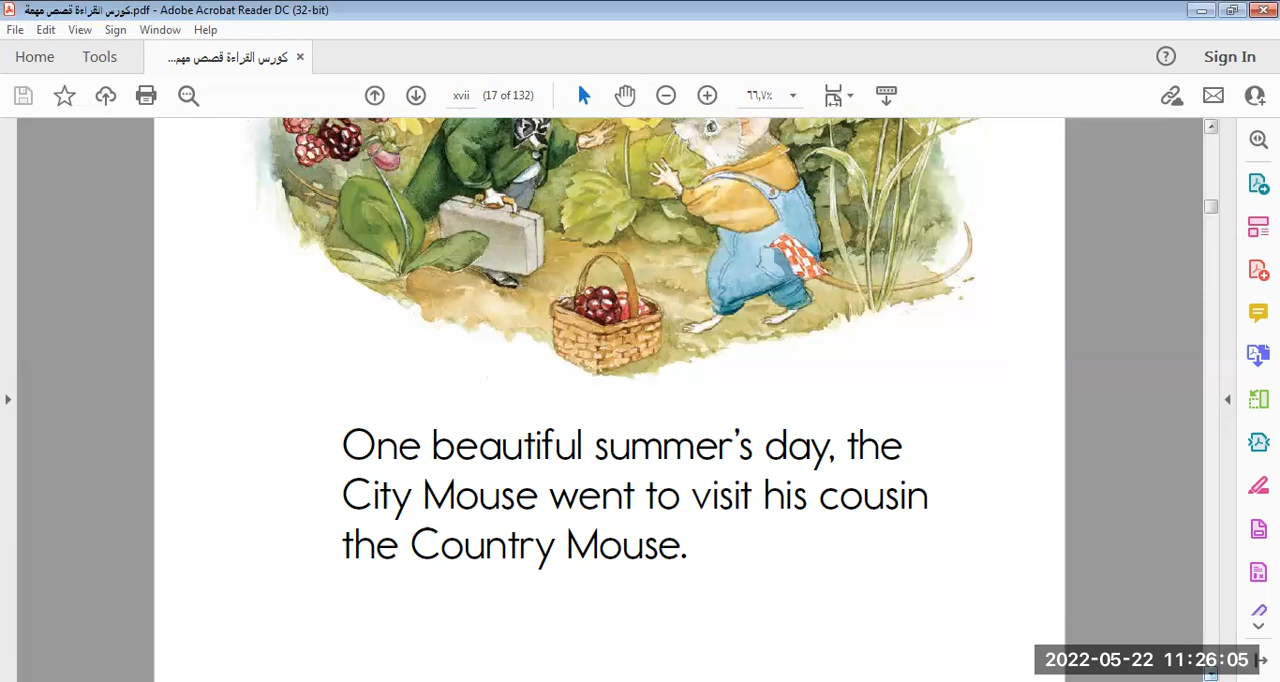 كورس القراءة قصص مهمة.pdf - Adobe Acrobat Reader DC (32-bit)
File Edit View Sign Window Help
Home Tools كورس القراءة قصص مهم... × ? Sign In
xvii (17 of 132) ٦٦٫٧٪
One beautiful summer's day, the
City Mouse went to visit his cousin
the Country Mouse.
2022-05-22 11:26:05